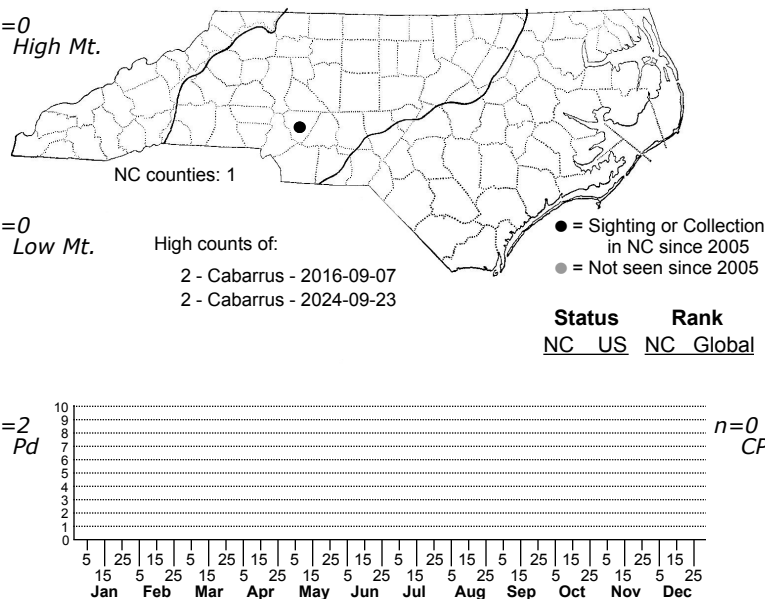 =0
High Mt.
NC counties: 1
=0
Low Mt.
High counts of:
2 - Cabarrus - 2016-09-07
2 - Cabarrus - 2024-09-23
● = Sighting or Collection
in NC since 2005
● = Not seen since 2005
Status Rank
NC US NC Global
=2
Pd
n=0
CP
10
9
8
7
6
5
4
3
2
1
0
5 25 15 5 25 15 5 25 15 5 25 15 5 25 15 5 25 15
15 5 25 15 5 25 15 5 25 15 5 25 15 5 25 15 5 25
Jan Feb Mar Apr May Jun Jul Aug Sep Oct Nov Dec